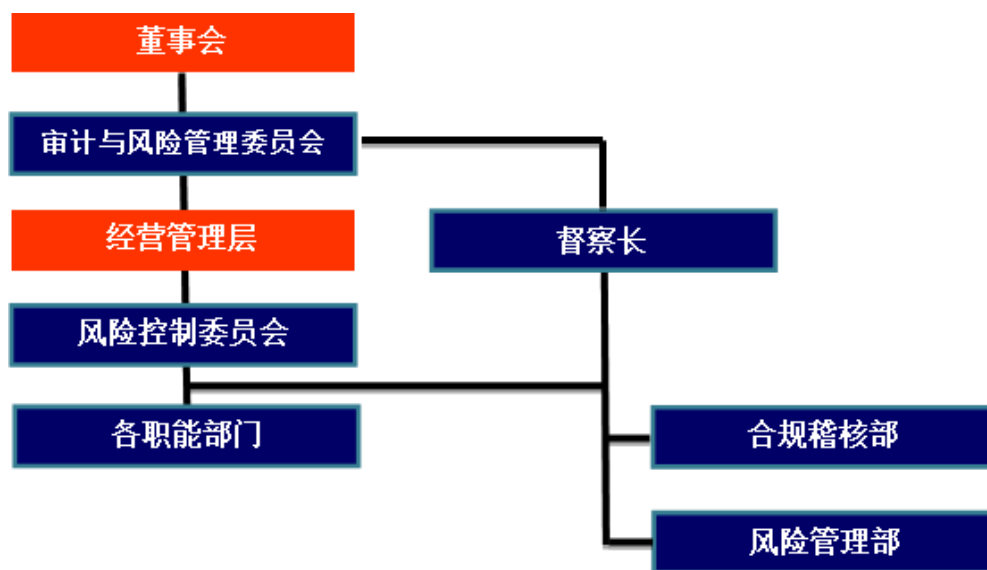 董事会
审计与风险管理委员会
经营管理层
督察长
风险控制委员会
各职能部门
合规稽核部
风险管理部